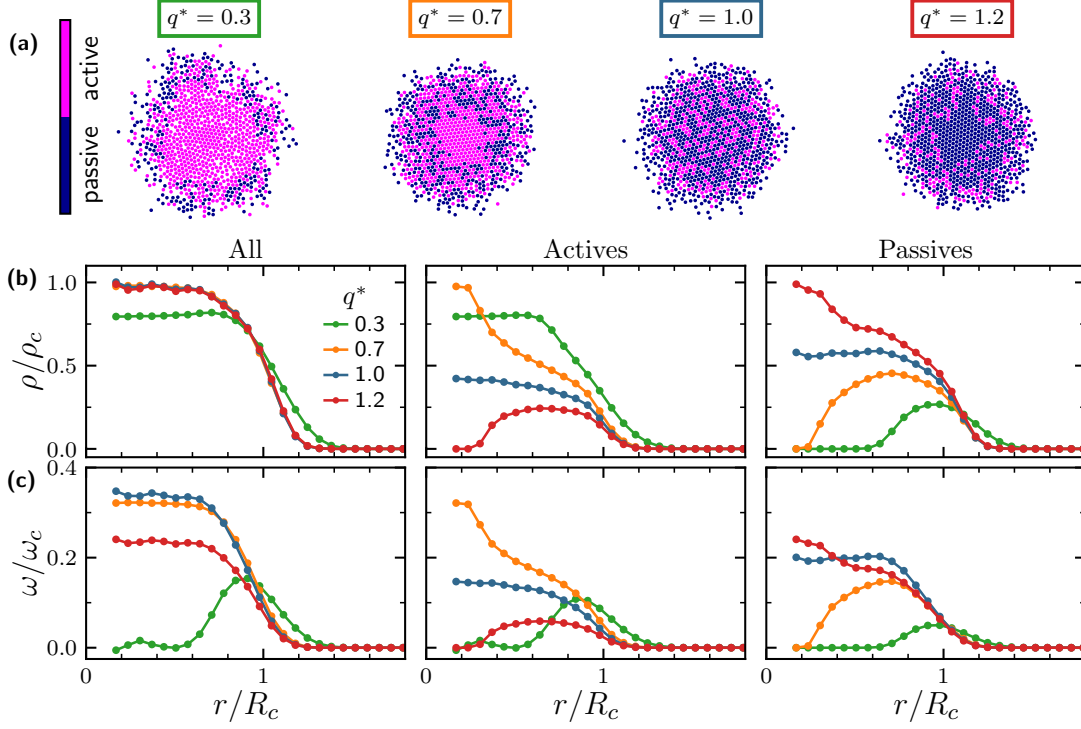 q* = 0.3 q* = 0.7 q* = 1.0 q* = 1.2
(a)
passive active
All Actives Passives
(b)
1.0
0.5
0.0
ρ/ρc
q*
0.3
0.7
1.0
1.2
(c)
0.4
0.2
0.0
ω/ωc
0 1 0 1 0 1
r/Rc r/Rc r/Rc